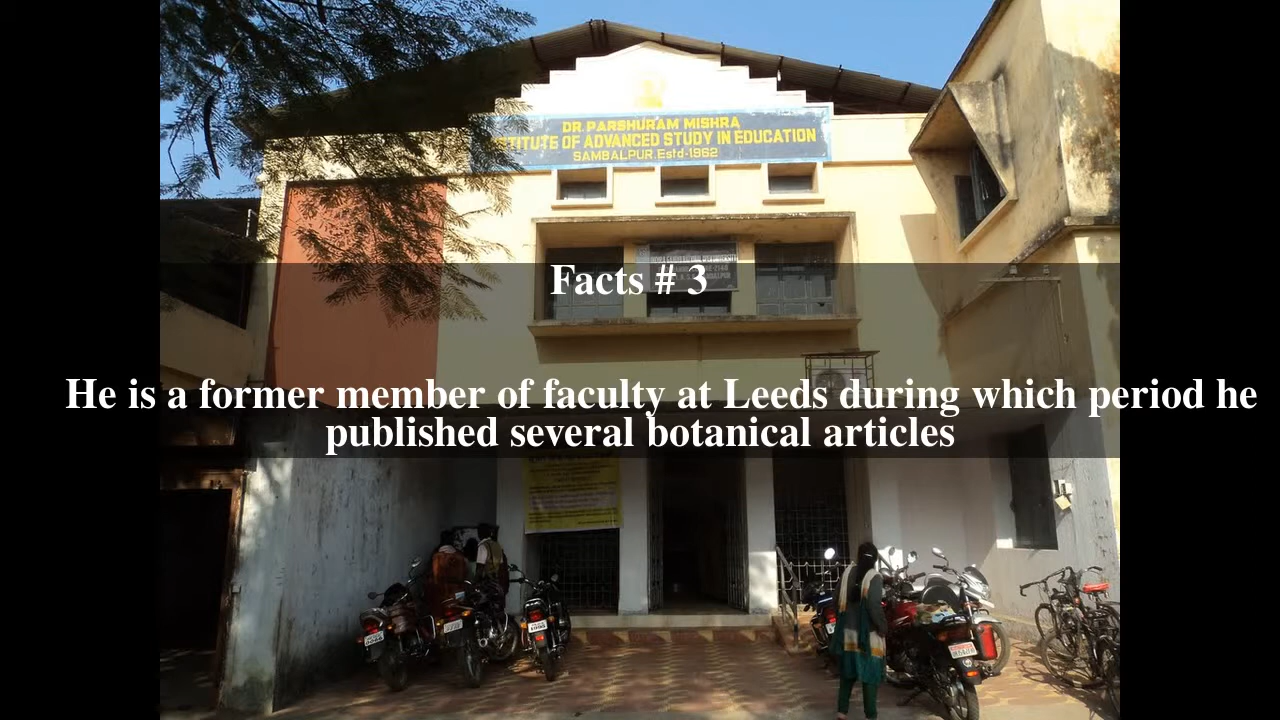 DR. PARSHURAM MISHRA
STITUTE OF ADVANCED STUDY IN EDUCATION
SAMBALPUR. Estd-1962
Facts # 3
He is a former member of faculty at Leeds during which period he
published several botanical articles